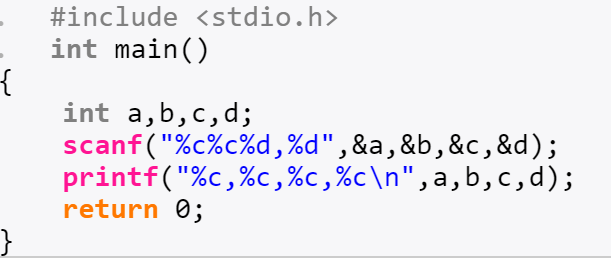 #include <stdio.h>
int main()
{
int a,b,c,d;
scanf("%c%c%d,%d",&a,&b,&c,&d);
printf("%c,%c,%c,%c\n",a,b,c,d);
return 0;
}